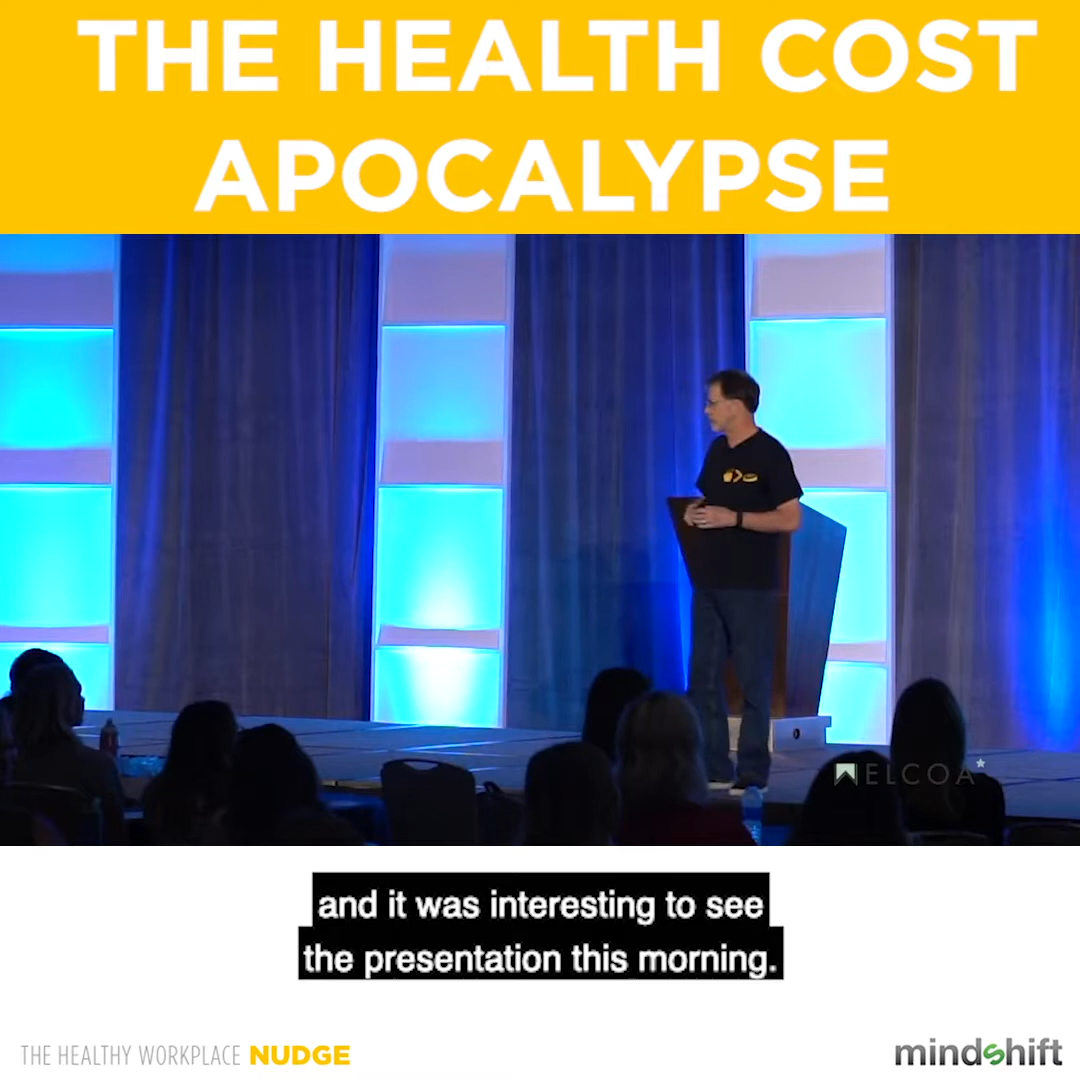 THE HEALTH COST
APOCALYPSE
WELCOA
and it was interesting to see
the presentation this morning.
THE HEALTHY WORKPLACE NUDGE
mindshift